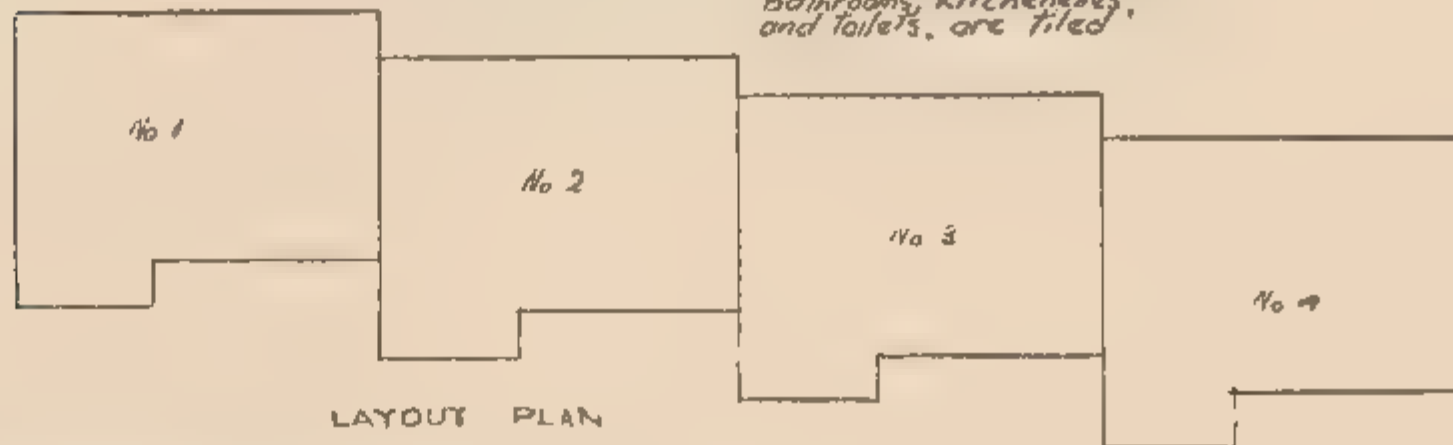 Bathrooms, Kitchenettes,
and Toilets, are tiled
No 1
No 2
No 3
No 4
LAYOUT PLAN